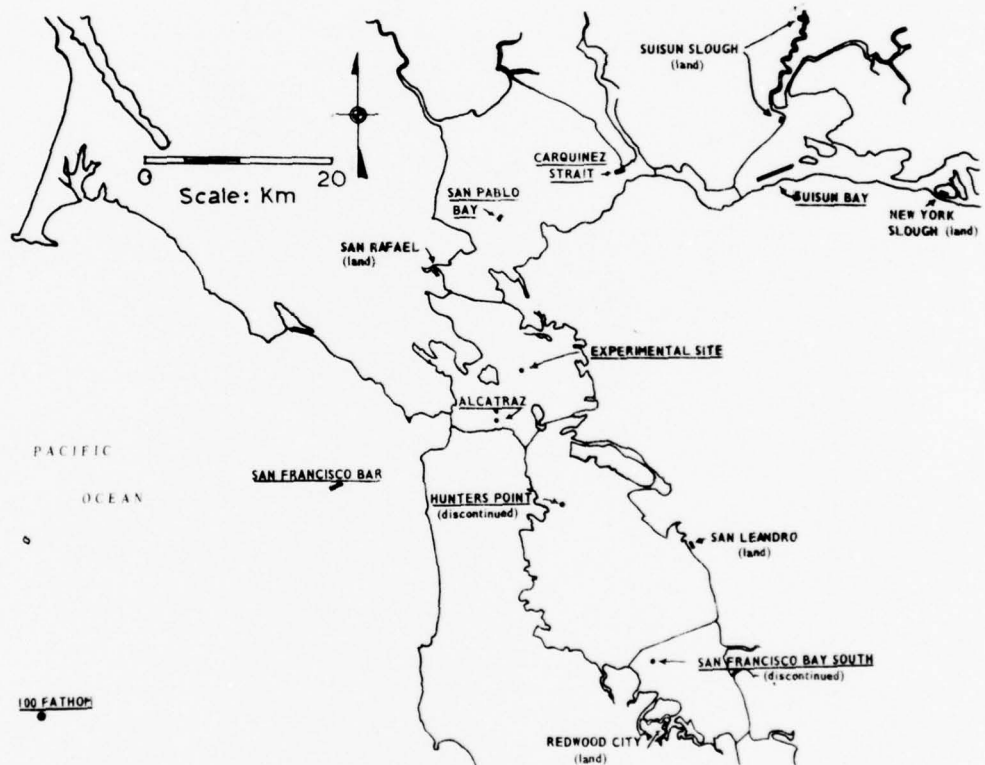 SUISUN SLOUGH
(land)
CARQUINEZ
STRAIT
0
20
Scale: Km
SAN PABLO
BAY
SUISUN BAY
NEW YORK
SLOUGH (land)
SAN RAFAEL
(land)
EXPERIMENTAL SITE
ALCATRAZ
PACIFIC
OCEAN
SAN FRANCISCO BAR
HUNTERS POINT
(discontinued)
SAN LEANDRO
(land)
SAN FRANCISCO BAY SOUTH
(discontinued)
100 FATHOM
REDWOOD CITY
(land)